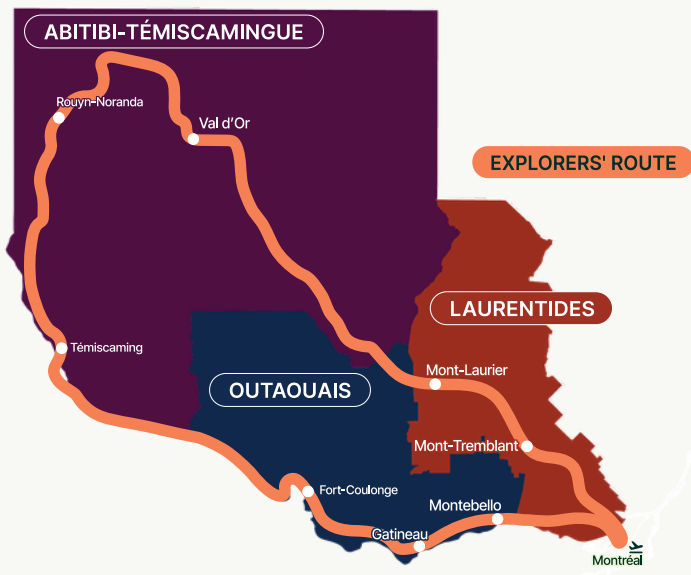 ABITIBI-TÉMISCAMINGUE
Rouyn-Noranda
Val d'Or
EXPLORERS' ROUTE
LAURENTIDES
Témiscaming
Mont-Laurier
OUTAOUAIS
Mont-Tremblant
Fort-Coulonge
Montebello
Gatineau
Montréal